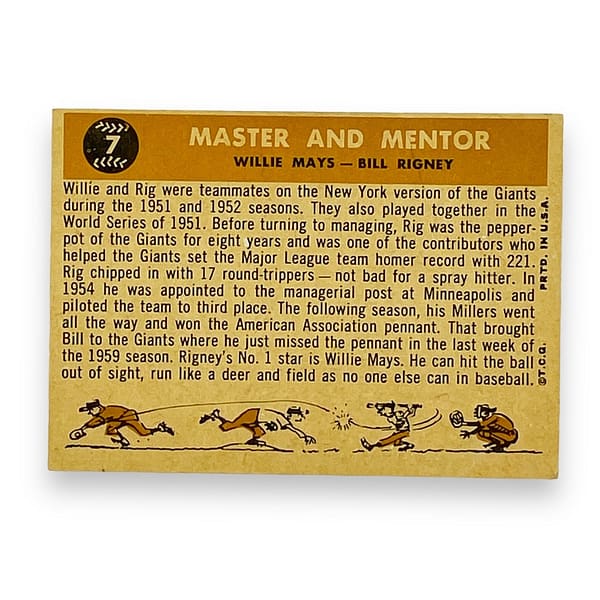 7
MASTER AND MENTOR
WILLIE MAYS — BILL RIGNEY
Willie and Rig were teammates on the New York version of the Giants
during the 1951 and 1952 seasons. They also played together in the
World Series of 1951. Before turning to managing, Rig was the pepper-
pot of the Giants for eight years and was one of the contributors who
helped the Giants set the Major League team homer record with 221.
Rig chipped in with 17 round-trippers — not bad for a spray hitter. In
1954 he was appointed to the managerial post at Minneapolis and
piloted the team to third place. The following season, his Millers went
all the way and won the American Association pennant. That brought
Bill to the Giants where he just missed the pennant in the last week of
the 1959 season. Rigney's No. 1 star is Willie Mays. He can hit the ball
out of sight, run like a deer and field as no one else can in baseball.
©T.C.G. PRTD. IN U.S.A.